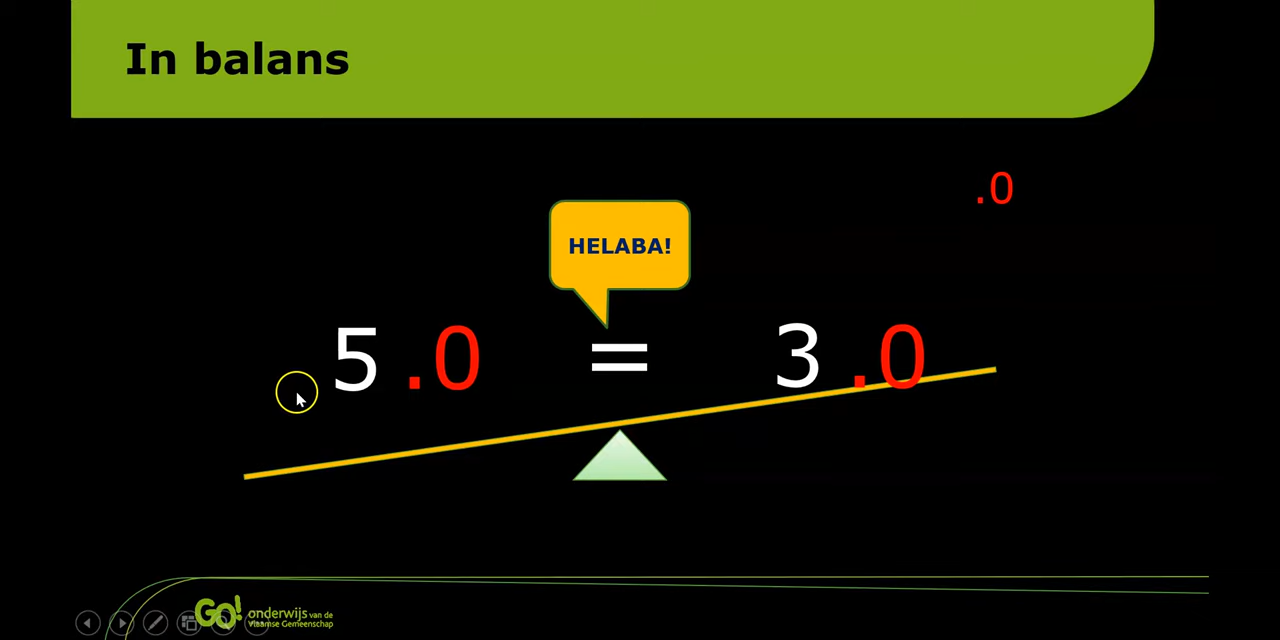 In balans
.0
HELABA!
5 .0 = 3 .0
GO! onderwijs van de
Vlaamse Gemeenschap